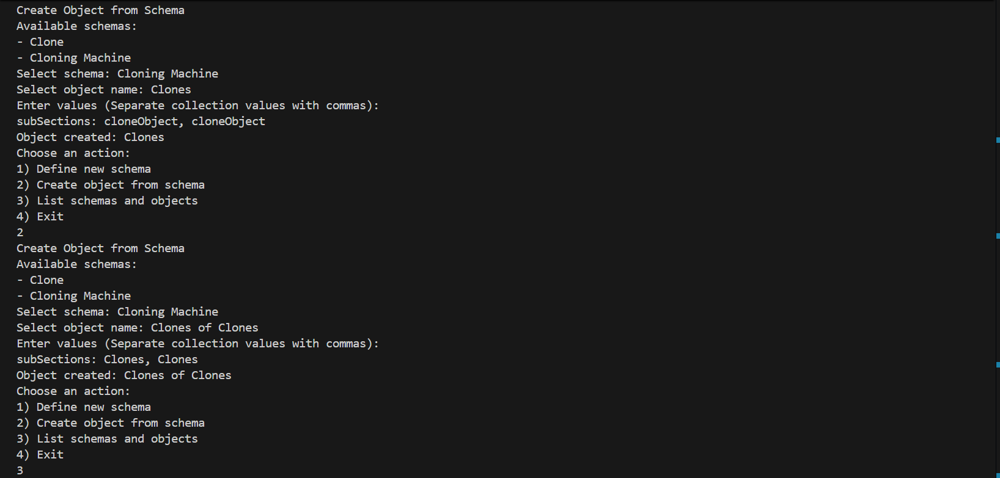 Create Object from Schema
Available schemas:
- Clone
- Cloning Machine
Select schema: Cloning Machine
Select object name: Clones
Enter values (Separate collection values with commas):
subSections: cloneObject, cloneObject
Object created: Clones
Choose an action:
1) Define new schema
2) Create object from schema
3) List schemas and objects
4) Exit
2
Create Object from Schema
Available schemas:
- Clone
- Cloning Machine
Select schema: Cloning Machine
Select object name: Clones of Clones
Enter values (Separate collection values with commas):
subSections: Clones, Clones
Object created: Clones of Clones
Choose an action:
1) Define new schema
2) Create object from schema
3) List schemas and objects
4) Exit
3